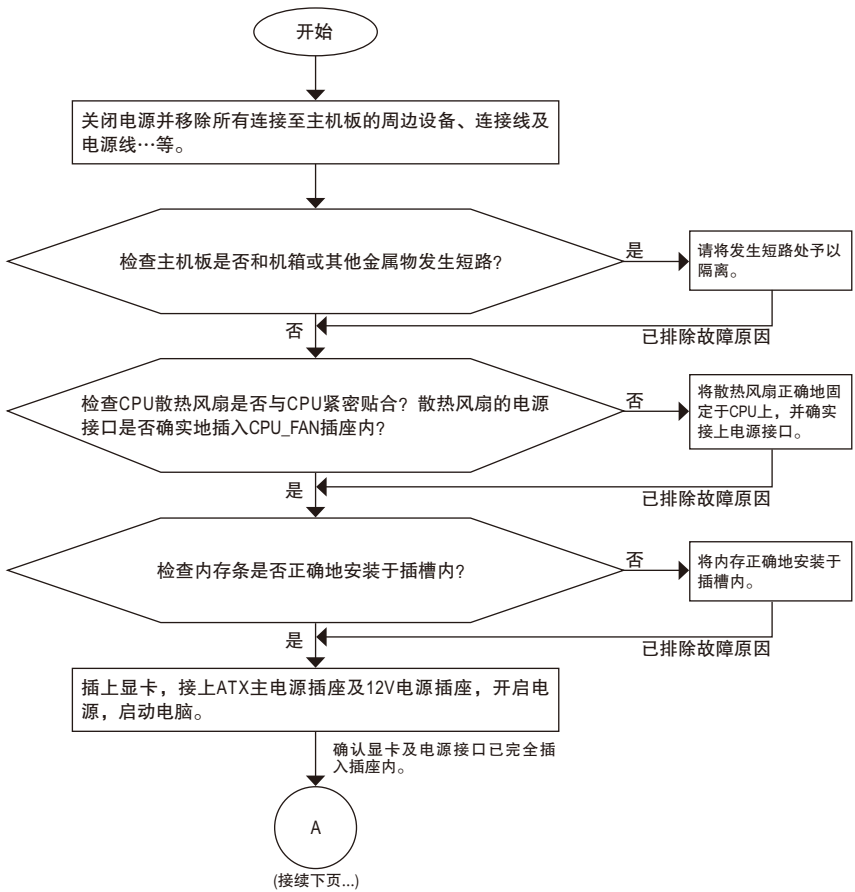 开始
关闭电源并移除所有连接至主机板的周边设备、连接线及
电源线…等。
检查主机板是否和机箱或其他金属物发生短路?
是
请将发生短路处予以
隔离。
否
已排除故障原因
检查CPU散热风扇是否与CPU紧密贴合? 散热风扇的电源
接口是否确实地插入CPU_FAN插座内?
否
将散热风扇正确地固
定于CPU上, 并确实
接上电源接口。
是
已排除故障原因
检查内存条是否正确地安装于插槽内?
否
将内存正确地安装于
插槽内。
是
已排除故障原因
插上显卡, 接上ATX主电源插座及12V电源插座, 开启电
源, 启动电脑。
确认显卡及电源接口已完全插
入插座内。
A
(接续下页...)